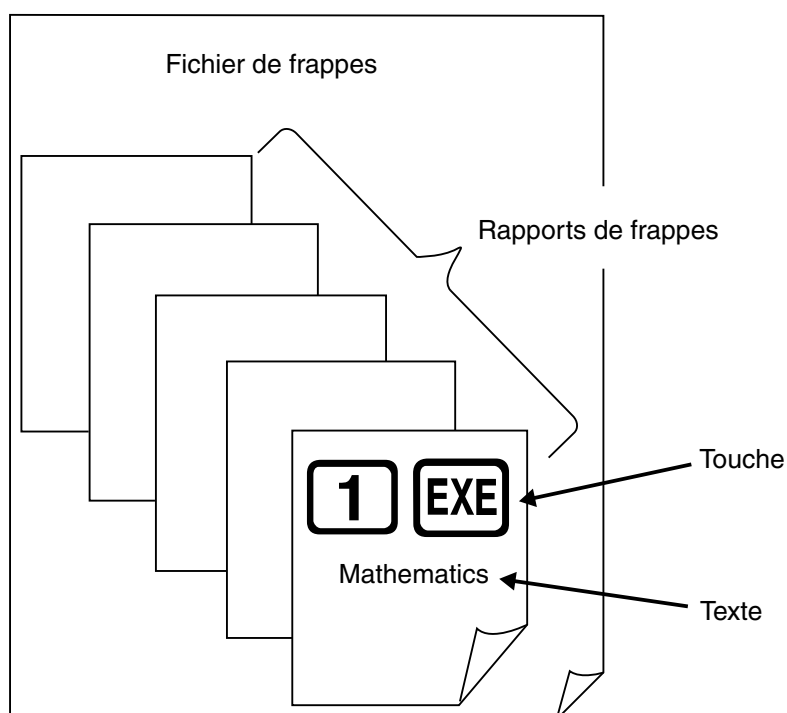 Fichier de frappes
Rapports de frappes
Touche
1 EXE
Mathematics
Texte